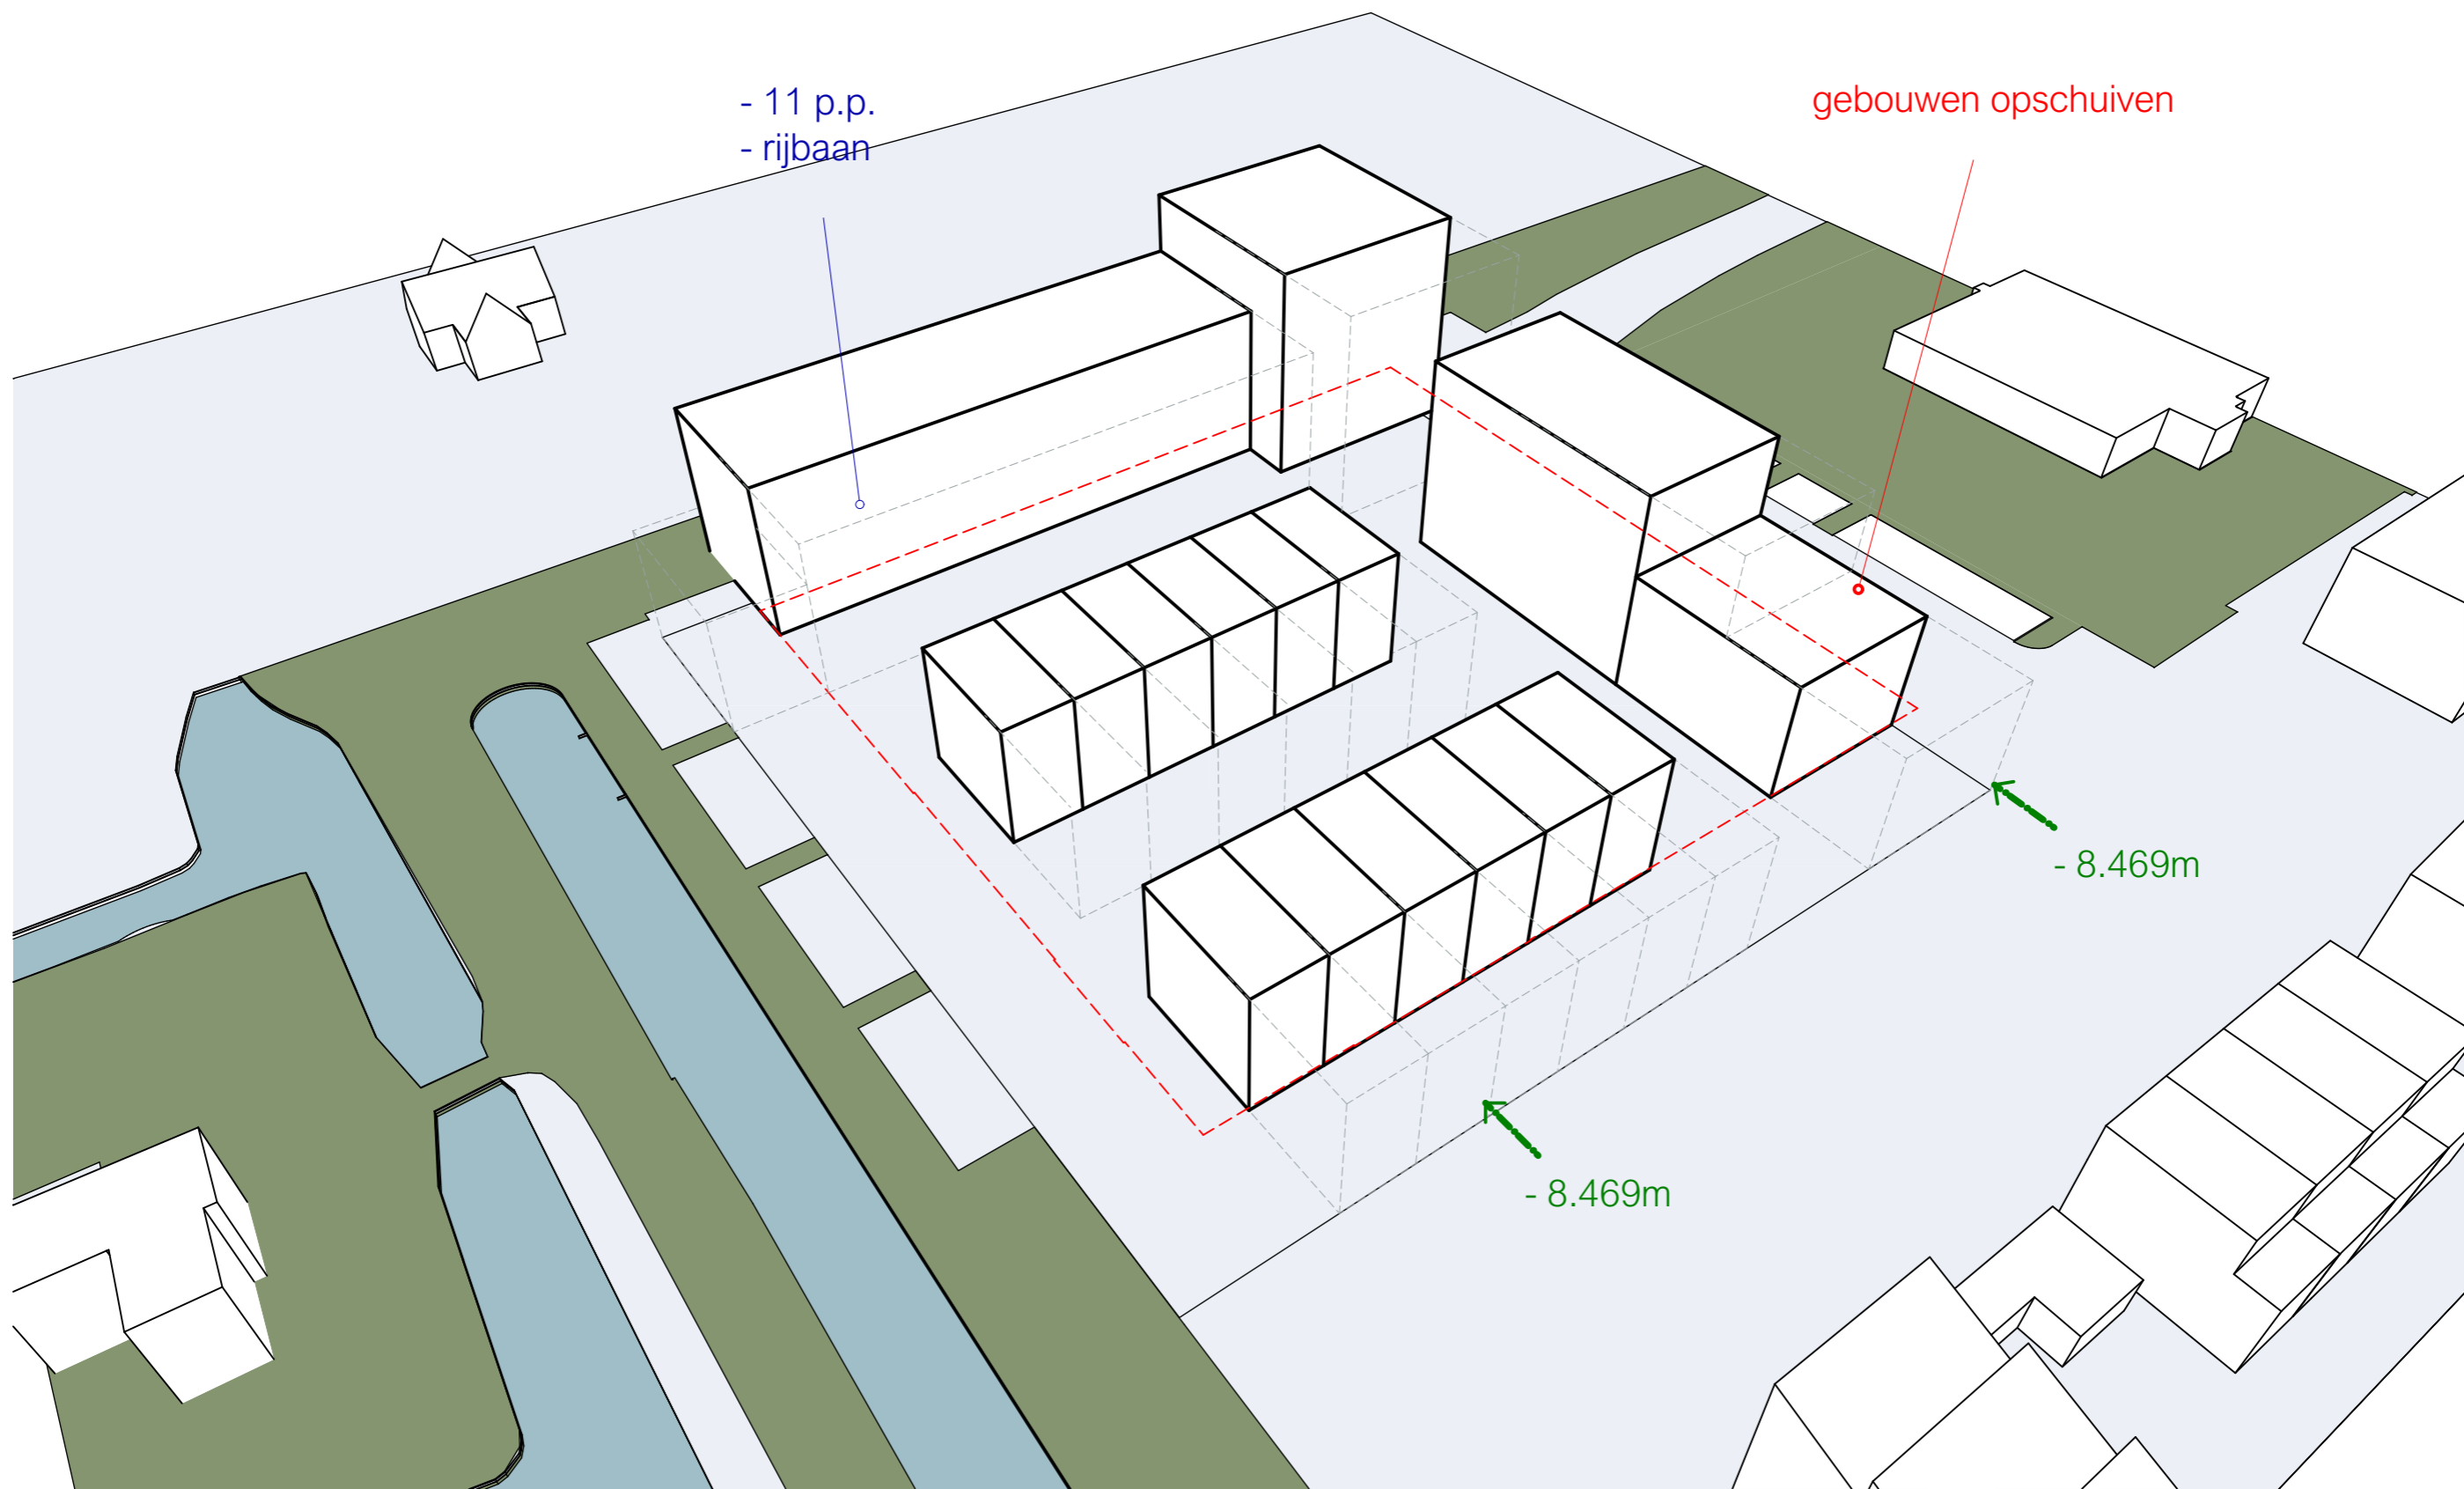 - 11 p.p.
- rijbaan
gebouwen opschuiven
- 8.469m
- 8.469m